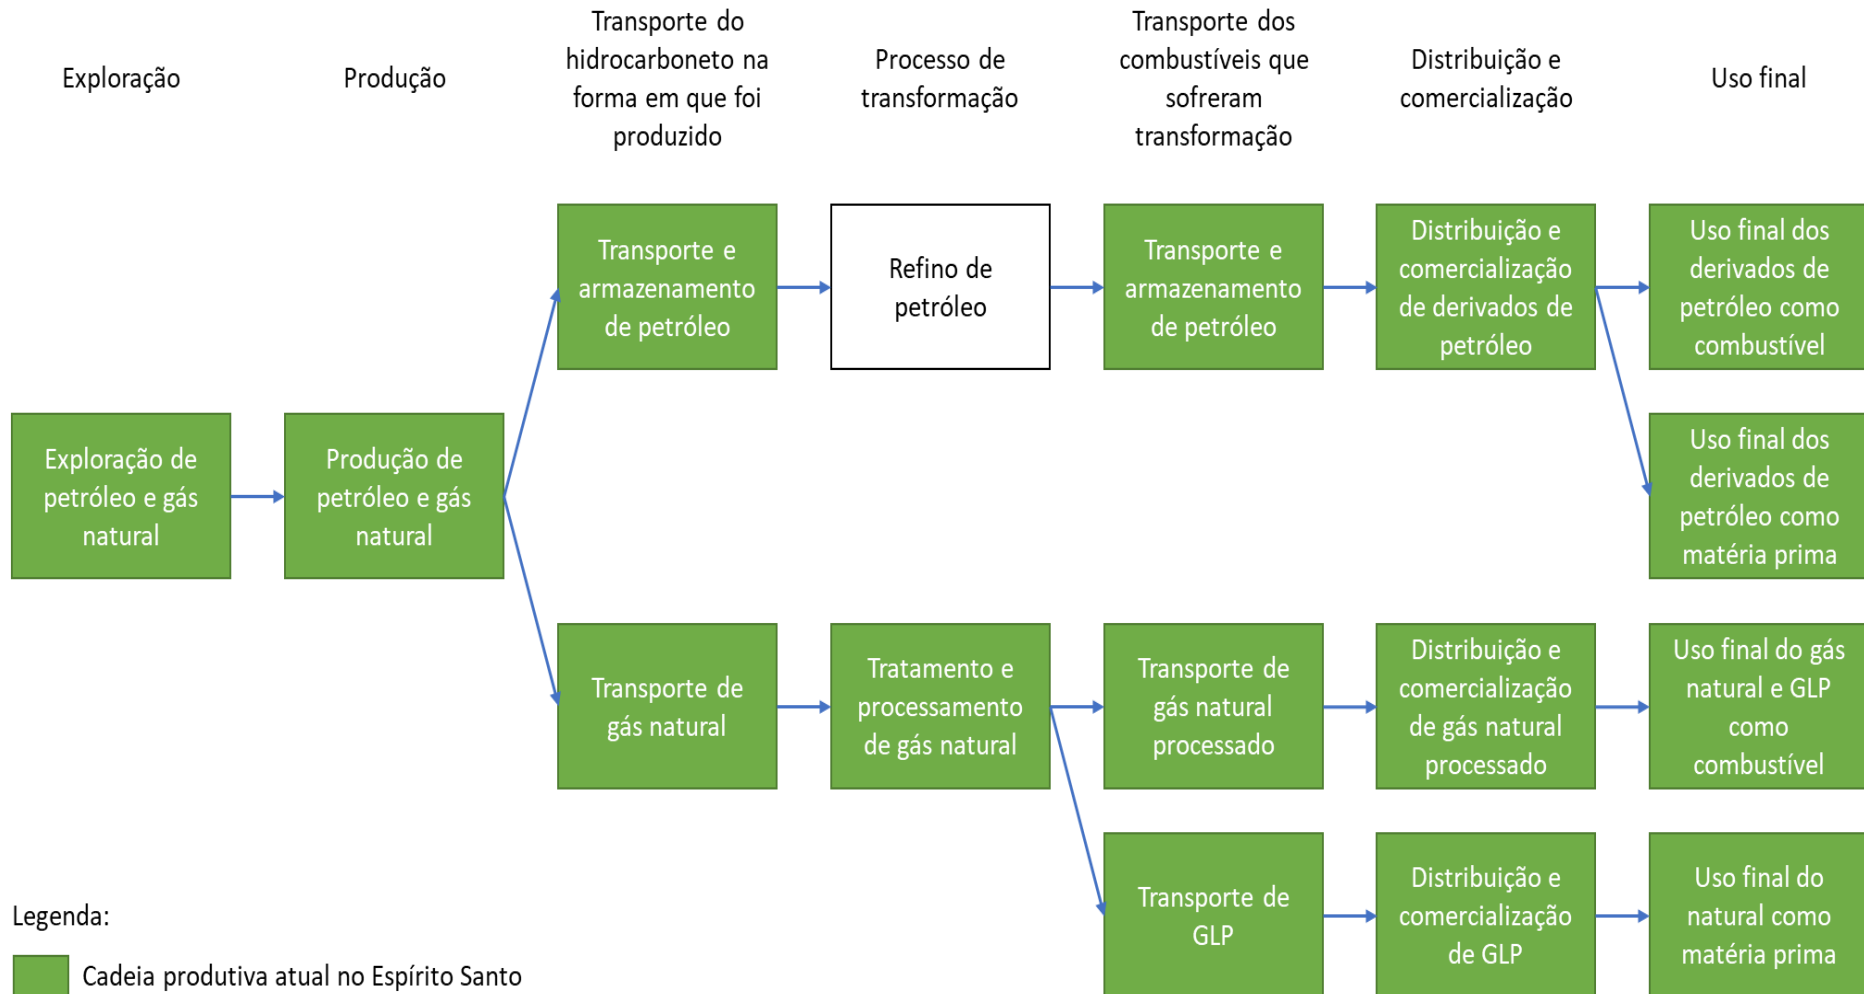 Exploração
Produção
Transporte do
hidrocarboneto na
forma em que foi
produzido
Processo de
transformação
Transporte dos
combustíveis que
sofreram
transformação
Distribuição e
comercialização
Uso final
Transporte e
armazenamento
de petróleo
Refino de
petróleo
Transporte e
armazenamento
de petróleo
Distribuição e
comercialização
de derivados de
petróleo
Uso final dos
derivados de
petróleo como
combustível
Exploração de
petróleo e gás
natural
Produção de
petróleo e gás
natural
Uso final dos
derivados de
petróleo como
matéria prima
Transporte de
gás natural
Tratamento e
processamento
de gás natural
Transporte de
gás natural
processado
Distribuição e
comercialização
de gás natural
processado
Uso final do gás
natural e GLP
como
combustível
Transporte de
GLP
Distribuição e
comercialização
de GLP
Uso final do
natural como
matéria prima
Legenda:
Cadeia produtiva atual no Espírito Santo